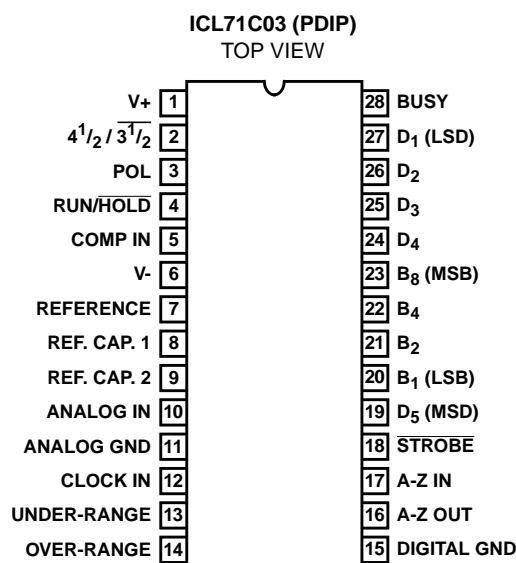 ICL71C03 (PDIP)
TOP VIEW
V+ 1
4 1/2 / 3 1/2 2
POL 3
RUN/HOLD 4
COMP IN 5
V- 6
REFERENCE 7
REF. CAP. 1 8
REF. CAP. 2 9
ANALOG IN 10
ANALOG GND 11
CLOCK IN 12
UNDER-RANGE 13
OVER-RANGE 14
28 BUSY
27 D1 (LSD)
26 D2
25 D3
24 D4
23 B8 (MSB)
22 B4
21 B2
20 B1 (LSB)
19 D5 (MSD)
18 STROBE
17 A-Z IN
16 A-Z OUT
15 DIGITAL GND